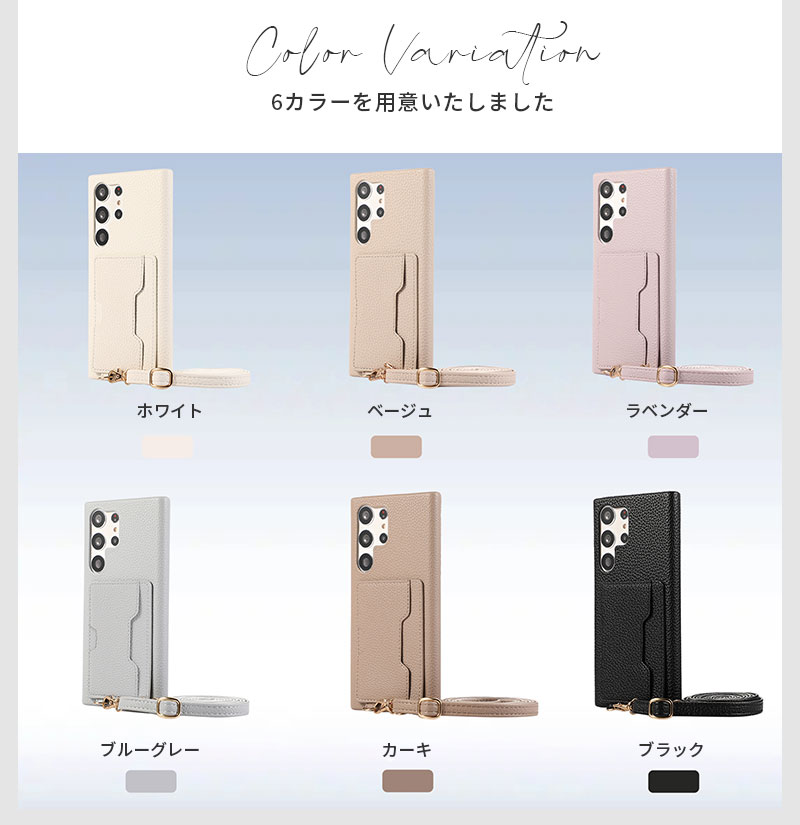 Color Variation
6カラーを用意いたしました
ホワイト
ベージュ
ラベンダー
ブルーグレー
カーキ
ブラック